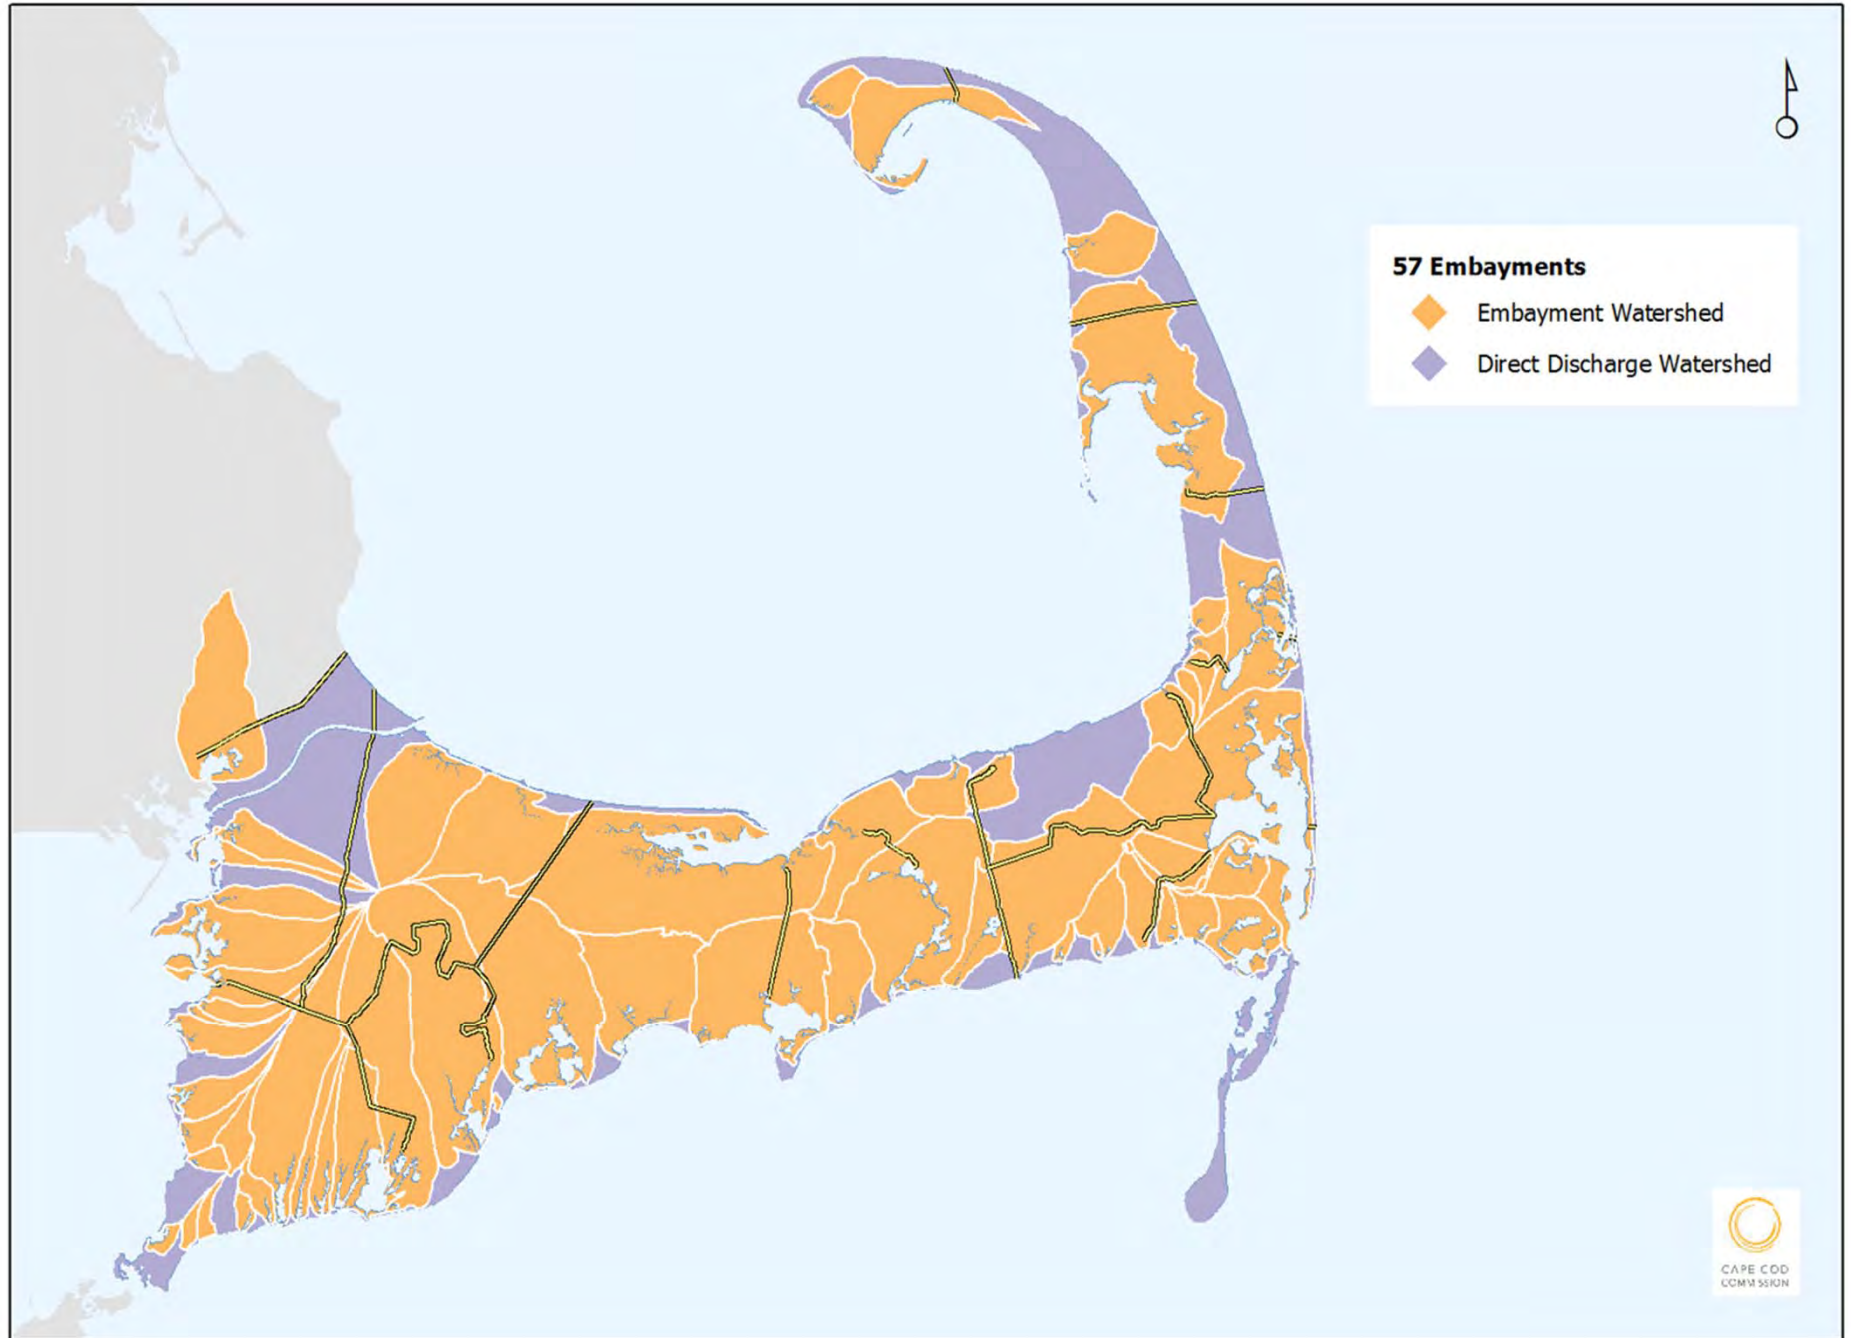 57 Embayments
Embayment Watershed
Direct Discharge Watershed
CAPE COD
COMMISSION